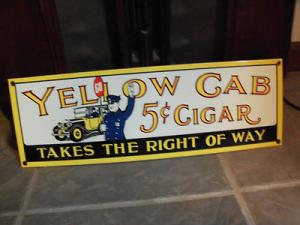 YELLOW CAB
5¢ CIGAR
TAKES THE RIGHT OF WAY